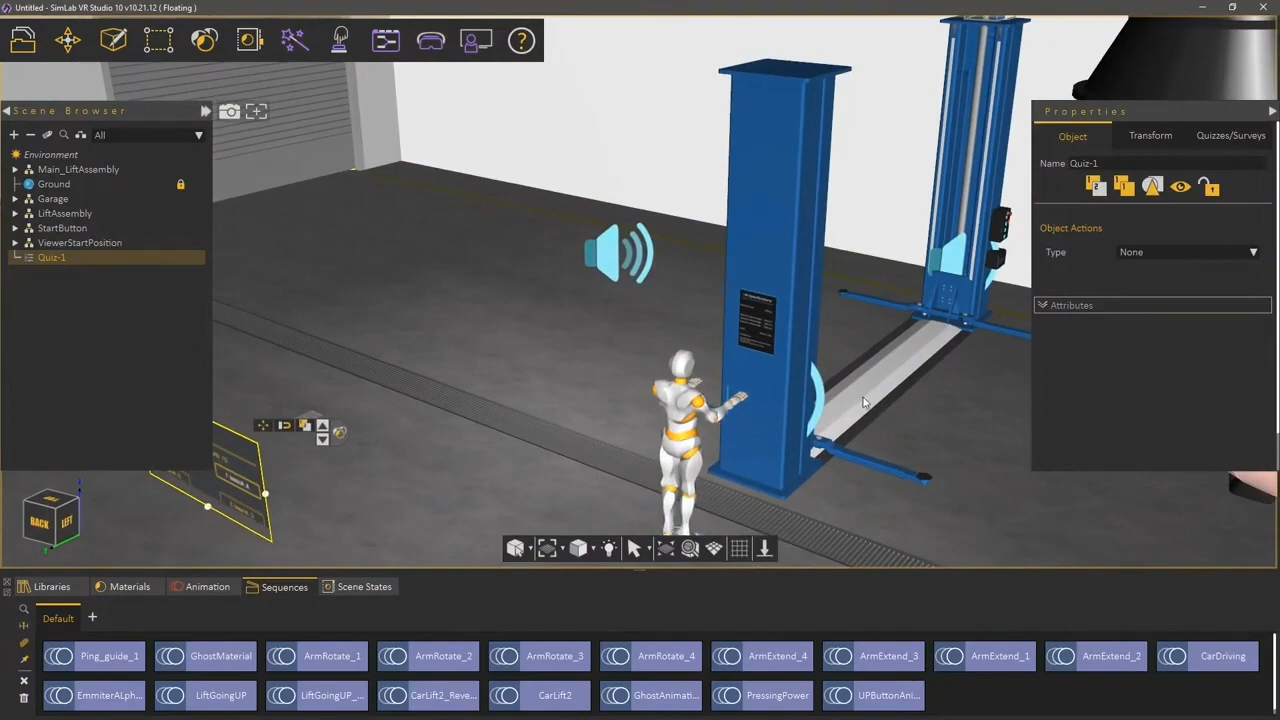 Untitled - SimLab VR Studio 10 v10.21.12 ( Floating )
Scene Browser
All
Environment
Main_LiftAssembly
Ground
Garage
LiftAssembly
StartButton
ViewerStartPosition
Quiz-1
Properties
Object Transform Quizzes/Surveys
Name Quiz-1
Object Actions
Type None
Attributes
BACK LEFT
Libraries Materials Animation Sequences Scene States
Default
Ping_guide_1 GhostMaterial ArmRotate_1 ArmRotate_2 ArmRotate_3 ArmRotate_4 ArmExtend_4 ArmExtend_3 ArmExtend_1 ArmExtend_2 CarDriving
EmmiterALph... LiftGoingUP LiftGoingUP_... CarLift2_Reve... CarLift2 GhostAnimati... PressingPower UPButtonAni...